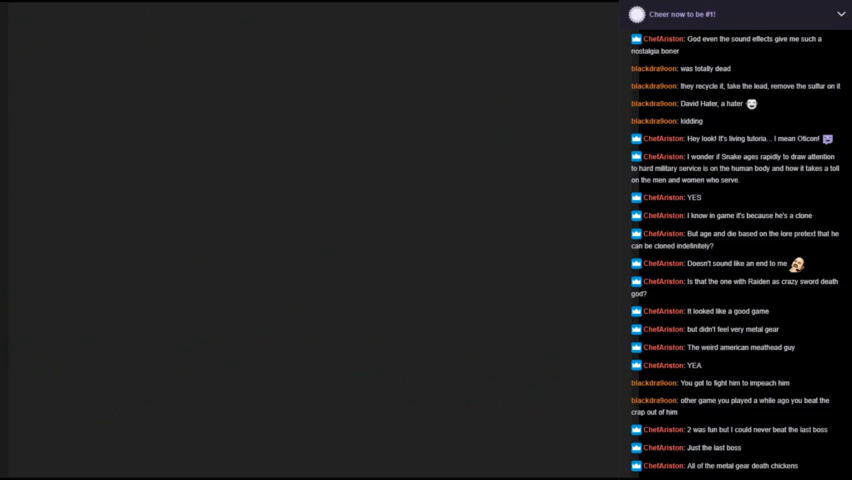 Cheer now to be #1!
ChefAriston: God even the sound effects give me such a
nostalgia boner
blackdra9oon: was totally dead
blackdra9oon: they recycle it, take the lead, remove the sulfur on it
blackdra9oon: David Hater, a hater
blackdra9oon: kidding
ChefAriston: Hey look! It's living tutoria... I mean Oticon!
ChefAriston: I wonder if Snake ages rapidly to draw attention
to hard military service is on the human body and how it takes a toll
on the men and women who serve.
ChefAriston: YES
ChefAriston: I know in game it's because he's a clone
ChefAriston: But age and die based on the lore pretext that he
can be cloned indefinitely?
ChefAriston: Doesn't sound like an end to me
ChefAriston: Is that the one with Raiden as crazy sword death
god?
ChefAriston: It looked like a good game
ChefAriston: but didn't feel very metal gear
ChefAriston: The weird american meathead guy
ChefAriston: YEA
blackdra9oon: You got to fight him to impeach him
blackdra9oon: other game you played a while ago you beat the
crap out of him
ChefAriston: 2 was fun but I could never beat the last boss
ChefAriston: Just the last boss
ChefAriston: All of the metal gear death chickens